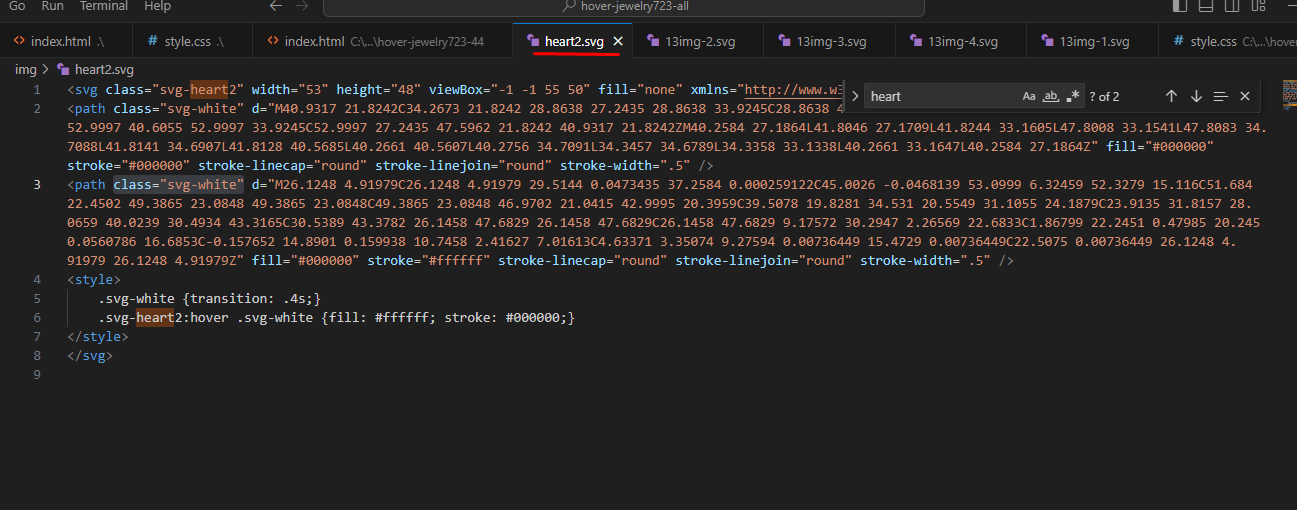 Go Run Terminal Help ← → hover-jewelry723-all
index.html .\ # style.css .\ index.html C:\...\hover-jewelry723-44 heart2.svg × 13img-2.svg 13img-3.svg 13img-4.svg 13img-1.svg # style.css C:\...\hover
img > heart2.svg
heart Aa ab ? of 2
1 <svg class="svg-heart2" width="53" height="48" viewBox="-1 -1 55 50" fill="none" xmlns="http://www.w3
2 <path class="svg-white" d="M40.9317 21.8242C34.2673 21.8242 28.8638 27.2435 28.8638 33.9245C28.8638 4
52.9997 40.6055 52.9997 33.9245C52.9997 27.2435 47.5962 21.8242 40.9317 21.8242ZM40.2584 27.1864L41.8046 27.1709L41.8244 33.1605L47.8008 33.1541L47.8083 34.
7088L41.8141 34.6907L41.8128 40.5685L40.2661 40.5607L40.2756 34.7091L34.3457 34.6789L34.3358 33.1338L40.2661 33.1647L40.2584 27.1864Z" fill="#000000"
stroke="#000000" stroke-linecap="round" stroke-linejoin="round" stroke-width=".5" />
3 <path class="svg-white" d="M26.1248 4.91979C26.1248 4.91979 29.5144 0.0473435 37.2584 0.000259122C45.0026 -0.0468139 53.0999 6.32459 52.3279 15.116C51.684
22.4502 49.3865 23.0848 49.3865 23.0848C49.3865 23.0848 46.9702 21.0415 42.9995 20.3959C39.5078 19.8281 34.531 20.5549 31.1055 24.1879C23.9135 31.8157 28.
0659 40.0239 30.4934 43.3165C30.5389 43.3782 26.1458 47.6829 26.1458 47.6829C26.1458 47.6829 9.17572 30.2947 2.26569 22.6833C1.86799 22.2451 0.47985 20.245
0.0560786 16.6853C-0.157652 14.8901 0.159938 10.7458 2.41627 7.01613C4.63371 3.35074 9.27594 0.00736449 15.4729 0.00736449C22.5075 0.00736449 26.1248 4.
91979 26.1248 4.91979Z" fill="#000000" stroke="#ffffff" stroke-linecap="round" stroke-linejoin="round" stroke-width=".5" />
4 <style>
5 .svg-white {transition: .4s;}
6 .svg-heart2:hover .svg-white {fill: #ffffff; stroke: #000000;}
7 </style>
8 </svg>
9